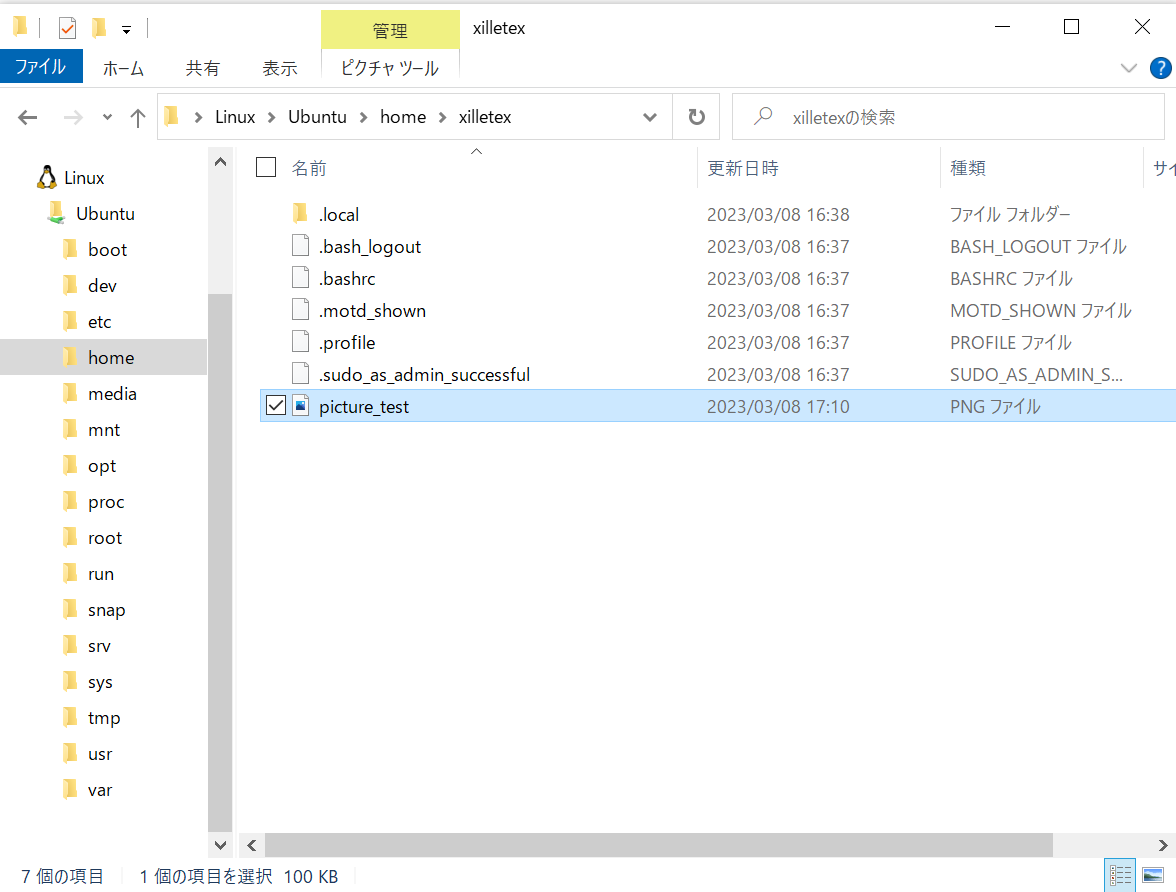 管理
xilletex
ファイル
ホーム
共有
表示
ピクチャ ツール
?
Linux
Ubuntu
home
xilletex
xilletexの検索
Linux
Ubuntu
boot
dev
etc
home
media
mnt
opt
proc
root
run
snap
srv
sys
tmp
usr
var
名前 更新日時 種類 サイ
.local 2023/03/08 16:38 ファイル フォルダー
.bash_logout 2023/03/08 16:37 BASH_LOGOUT ファイル
.bashrc 2023/03/08 16:37 BASHRC ファイル
.motd_shown 2023/03/08 16:37 MOTD_SHOWN ファイル
.profile 2023/03/08 16:37 PROFILE ファイル
.sudo_as_admin_successful 2023/03/08 16:37 SUDO_AS_ADMIN_S...
picture_test 2023/03/08 17:10 PNG ファイル
7 個の項目 1 個の項目を選択 100 KB